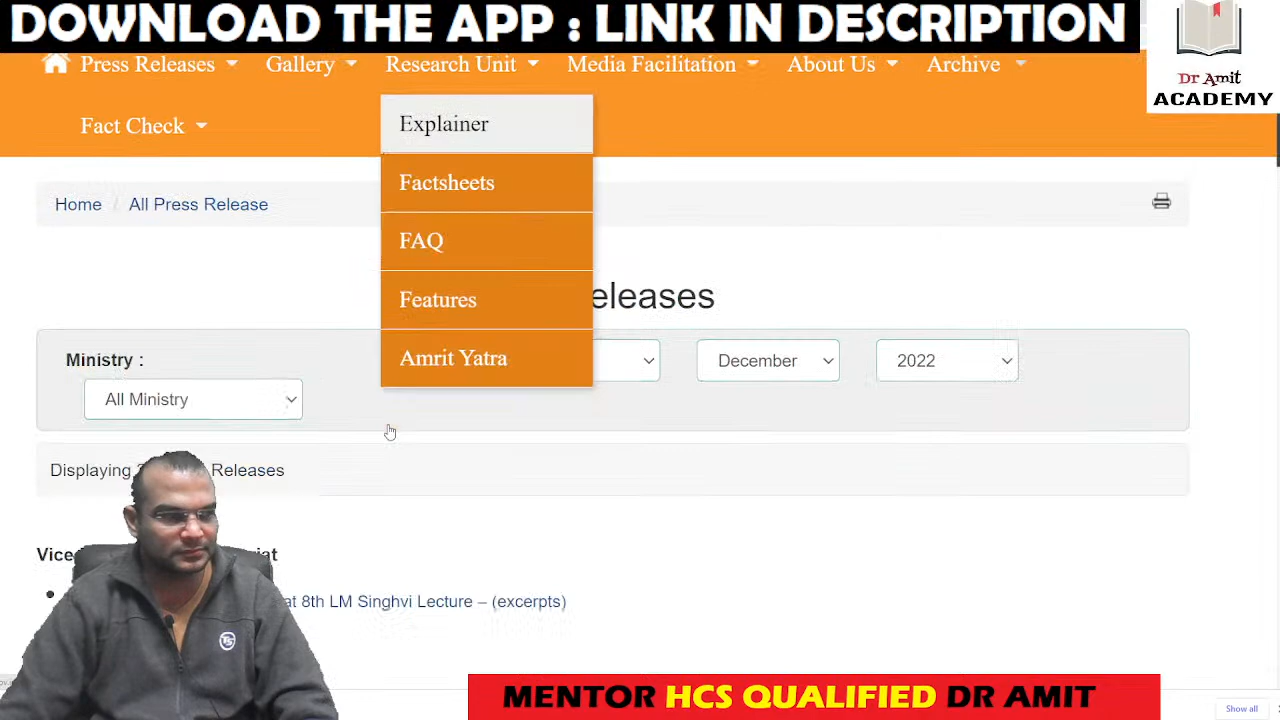 DOWNLOAD THE APP : LINK IN DESCRIPTION
Dr Amit
ACADEMY
Press Releases Gallery Research Unit Media Facilitation About Us Archive
Fact Check
Explainer
Factsheets
FAQ
Features
Amrit Yatra
Home / All Press Release
eleases
Ministry :
All Ministry
December
2022
Displaying Releases
Vice
at 8th LM Singhvi Lecture – (excerpts)
MENTOR HCS QUALIFIED DR AMIT
Show all